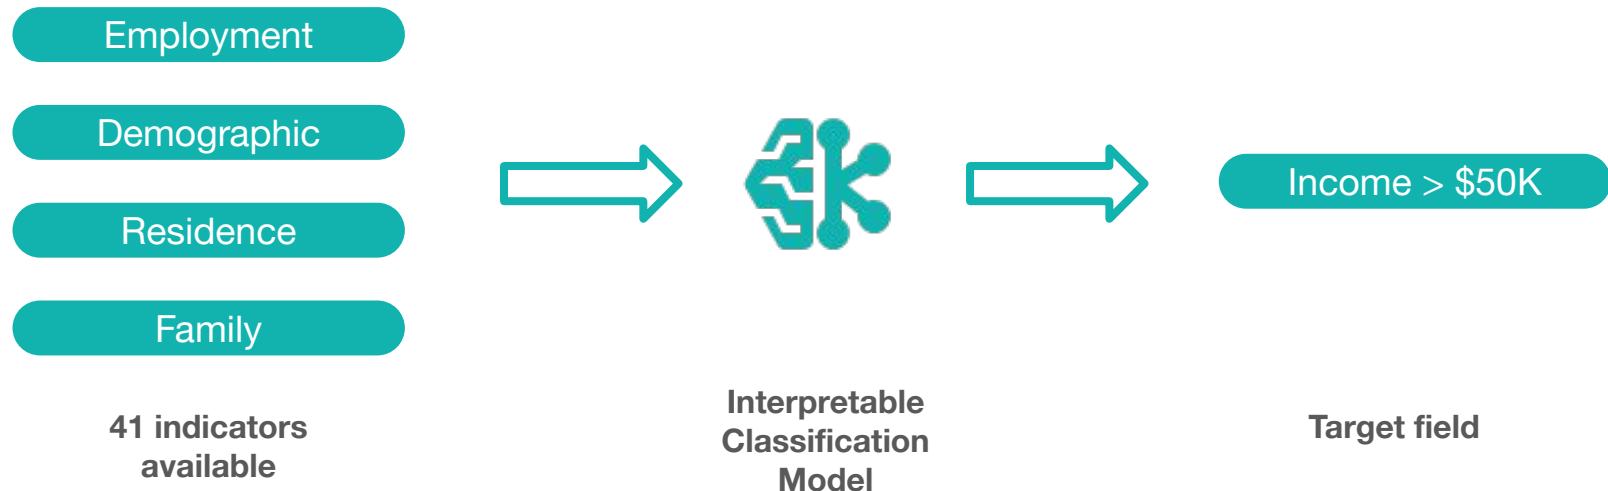 Employment
Demographic
Residence
Family
41 indicators
available
Interpretable
Classification
Model
Income > $50K
Target field